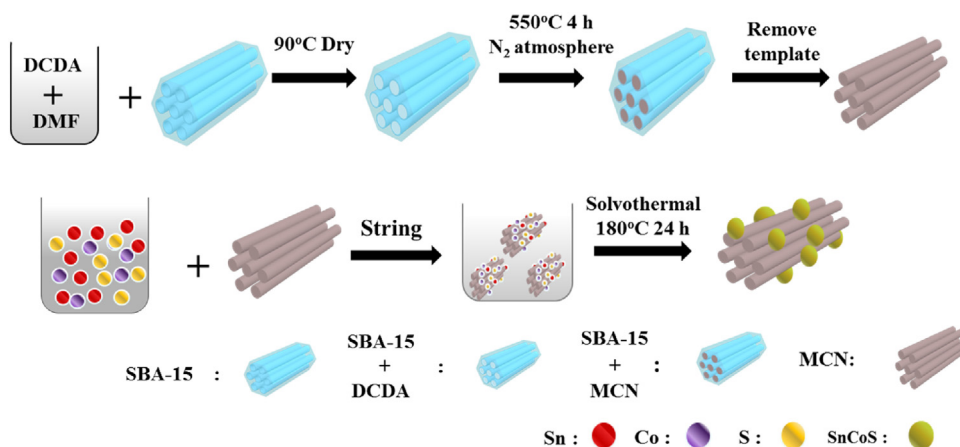 DCDA
+
DMF
+
90°C Dry
550°C 4 h
N₂ atmosphere
Remove
template
+
String
Solvothermal
180°C 24 h
SBA-15 :
SBA-15
+
DCDA
:
SBA-15
+
MCN
:
MCN:
Sn : Co : S : SnCoS :